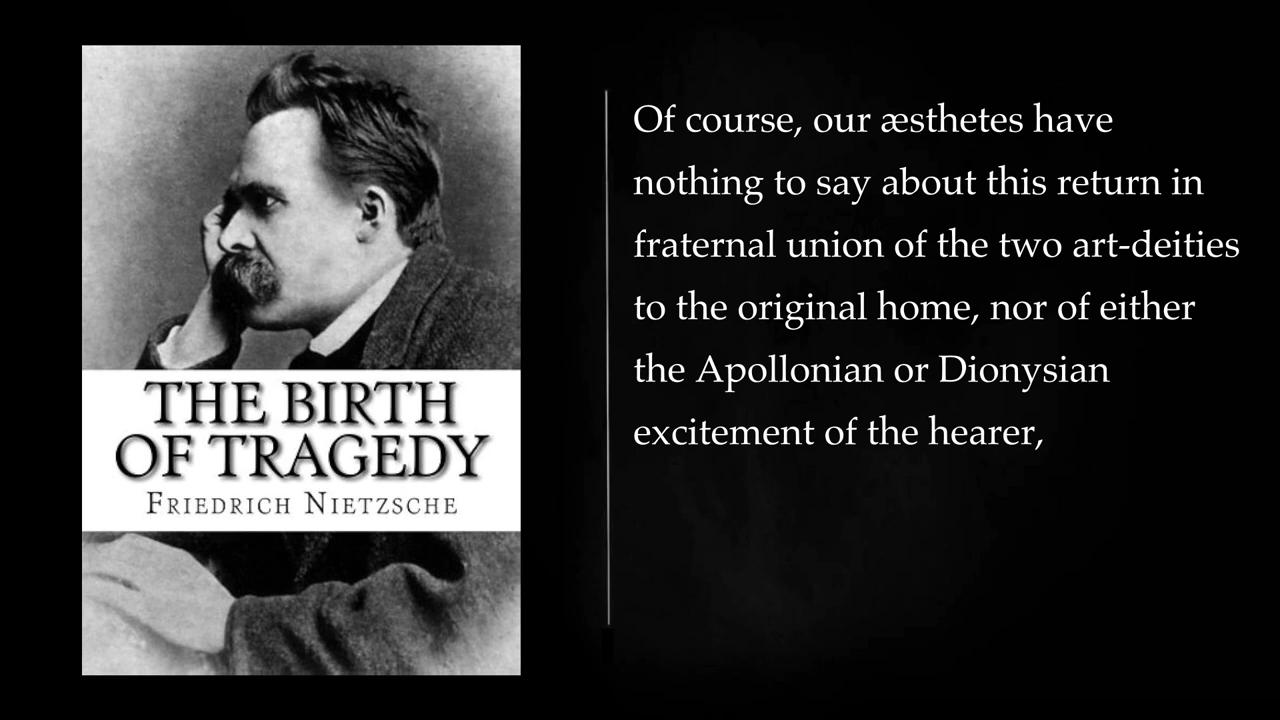 THE BIRTH
OF TRAGEDY
FRIEDRICH NIETZSCHE
Of course, our æsthetes have
nothing to say about this return in
fraternal union of the two art-deities
to the original home, nor of either
the Apollonian or Dionysian
excitement of the hearer,